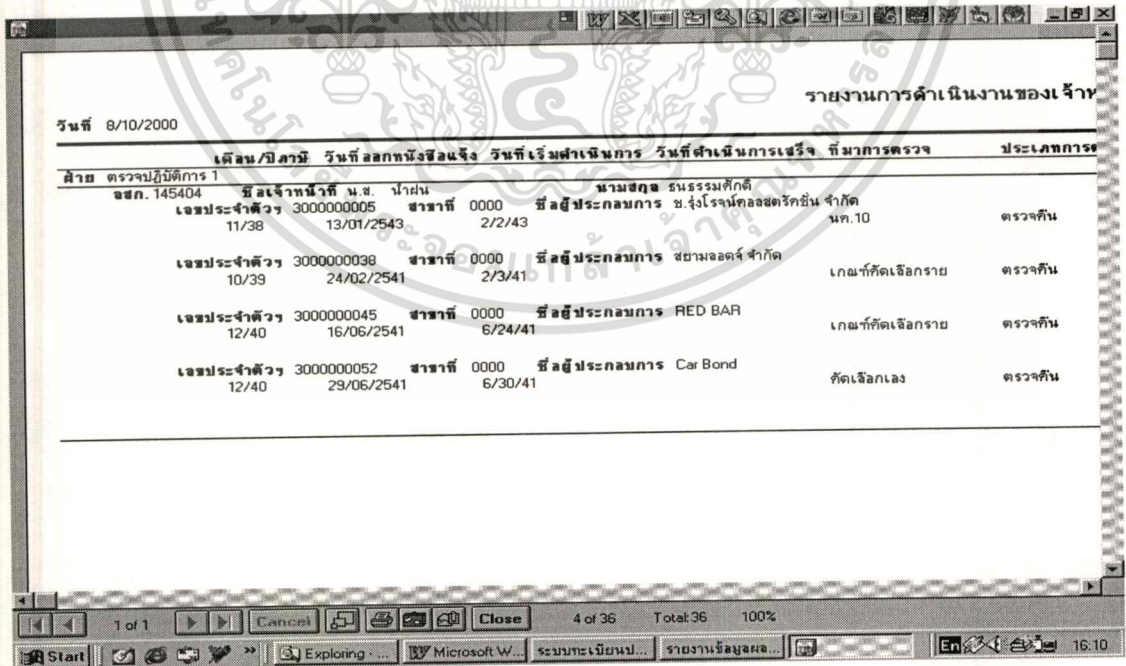 รายงานการดำเนินงานของเจ้าห
วันที่ 8/10/2000
เดือน/ปีภาษี วันที่ออกหนังสือแจ้ง วันที่เริ่มดำเนินการ วันที่ดำเนินการเสร็จ ที่มาการตรวจ ประเภทการต
ฝ่าย ตรวจปฏิบัติการ 1
อสก. 145404 ชื่อเจ้าหน้าที่ น.ส. น้ำฝน นามสกุล ธนธรรมศักดิ์
เลขประจำตัวฯ 3000000005 สาขาที่ 0000 ชื่อผู้ประกอบการ ช.รุ่งโรจน์คอลสตรัคชั่น จำกัด
11/38 13/01/2543 2/2/43 นค.10 ตรวจคืน
เลขประจำตัวฯ 3000000038 สาขาที่ 0000 ชื่อผู้ประกอบการ สยามลอตจ์ จำกัด
10/39 24/02/2541 2/3/41 เกณฑ์คัดเลือกราย ตรวจคืน
เลขประจำตัวฯ 3000000045 สาขาที่ 0000 ชื่อผู้ประกอบการ RED BAR
12/40 16/06/2541 6/24/41 เกณฑ์คัดเลือกราย ตรวจคืน
เลขประจำตัวฯ 3000000052 สาขาที่ 0000 ชื่อผู้ประกอบการ Car Bond
12/40 29/06/2541 6/30/41 คัดเลือกเอง ตรวจคืน
1 of 1 Cancel Close 4 of 36 Total:36 100%
Start Exploring - ... Microsoft W... ระบบทะเบียนป... รายงานข้อมูลผล... En 16:10